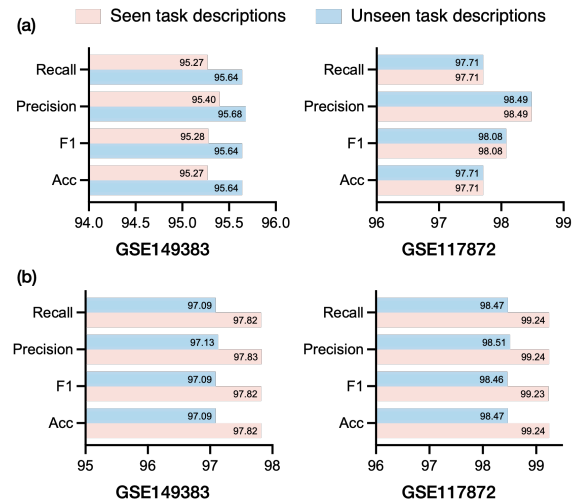 (a)
Seen task descriptions
Unseen task descriptions
Recall
95.27
95.64
Precision
95.40
95.68
F1
95.28
95.64
Acc
95.27
95.64
94.0 94.5 95.0 95.5 96.0
GSE149383
Recall
97.71
97.71
Precision
98.49
98.49
F1
98.08
98.08
Acc
97.71
97.71
96 97 98 99
GSE117872
(b)
Recall
97.09
97.82
Precision
97.13
97.83
F1
97.09
97.82
Acc
97.09
97.82
95 96 97 98
GSE149383
Recall
98.47
99.24
Precision
98.51
99.24
F1
98.46
99.23
Acc
98.47
99.24
96 97 98 99
GSE117872